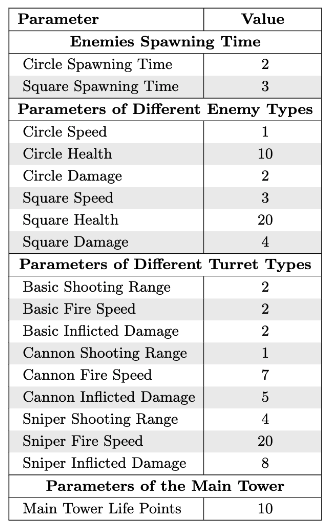 Parameter Value
Enemies Spawning Time
Circle Spawning Time 2
Square Spawning Time 3
Parameters of Different Enemy Types
Circle Speed 1
Circle Health 10
Circle Damage 2
Square Speed 3
Square Health 20
Square Damage 4
Parameters of Different Turret Types
Basic Shooting Range 2
Basic Fire Speed 2
Basic Inflicted Damage 2
Cannon Shooting Range 1
Cannon Fire Speed 7
Cannon Inflicted Damage 5
Sniper Shooting Range 4
Sniper Fire Speed 20
Sniper Inflicted Damage 8
Parameters of the Main Tower
Main Tower Life Points 10